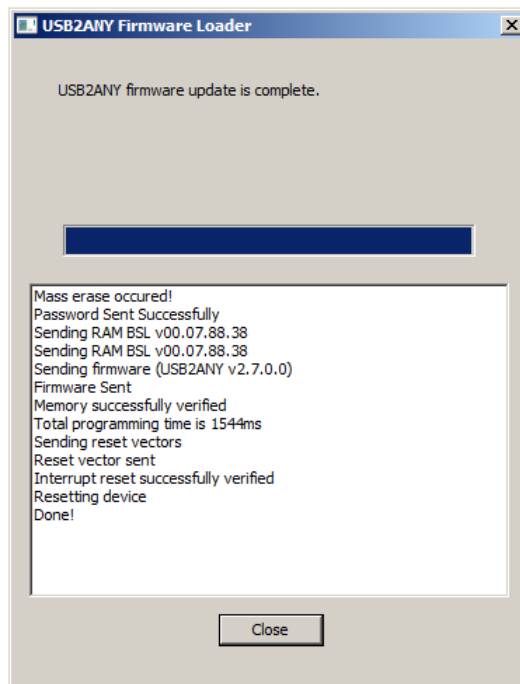 USB2ANY Firmware Loader
USB2ANY firmware update is complete.
Mass erase occured!
Password Sent Successfully
Sending RAM BSL v00.07.88.38
Sending RAM BSL v00.07.88.38
Sending firmware (USB2ANY v2.7.0.0)
Firmware Sent
Memory successfully verified
Total programming time is 1544ms
Sending reset vectors
Reset vector sent
Interrupt reset successfully verified
Resetting device
Done!
Close